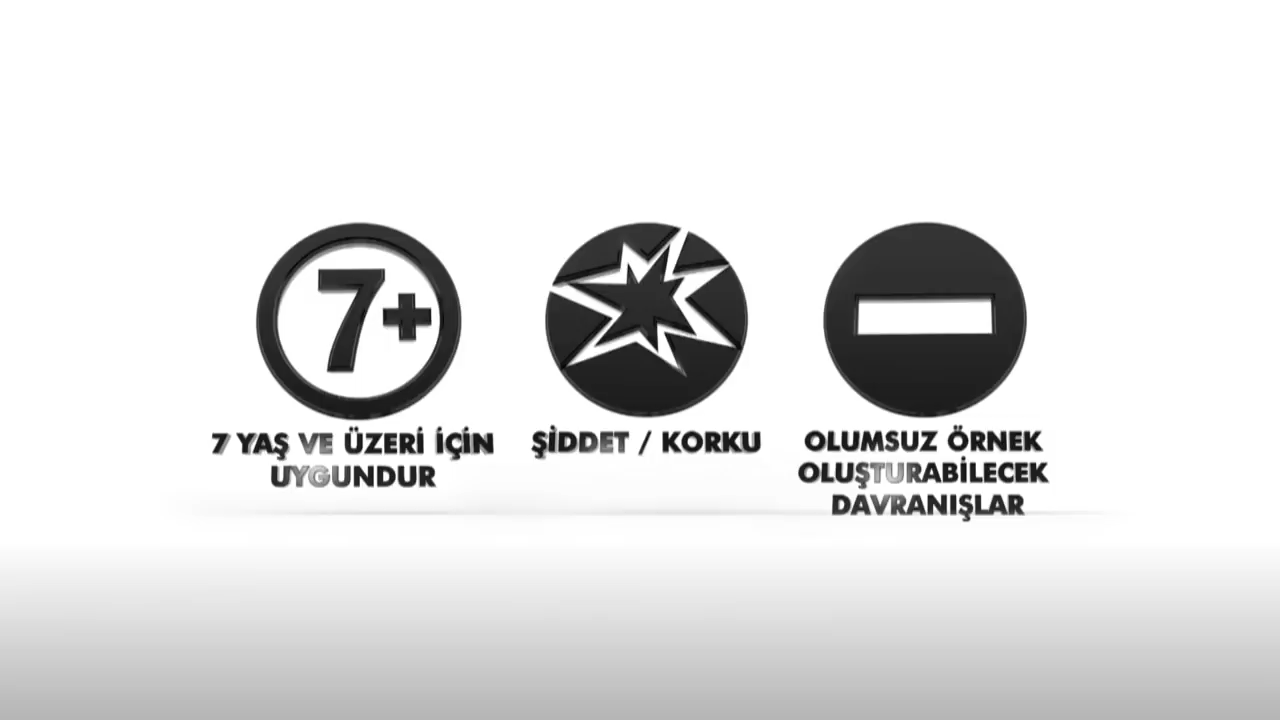 7+
7 YAŞ VE ÜZERİ İÇİN
UYGUNDUR
ŞİDDET / KORKU
OLUMSUZ ÖRNEK
OLUŞTURABİLECEK
DAVRANIŞLAR